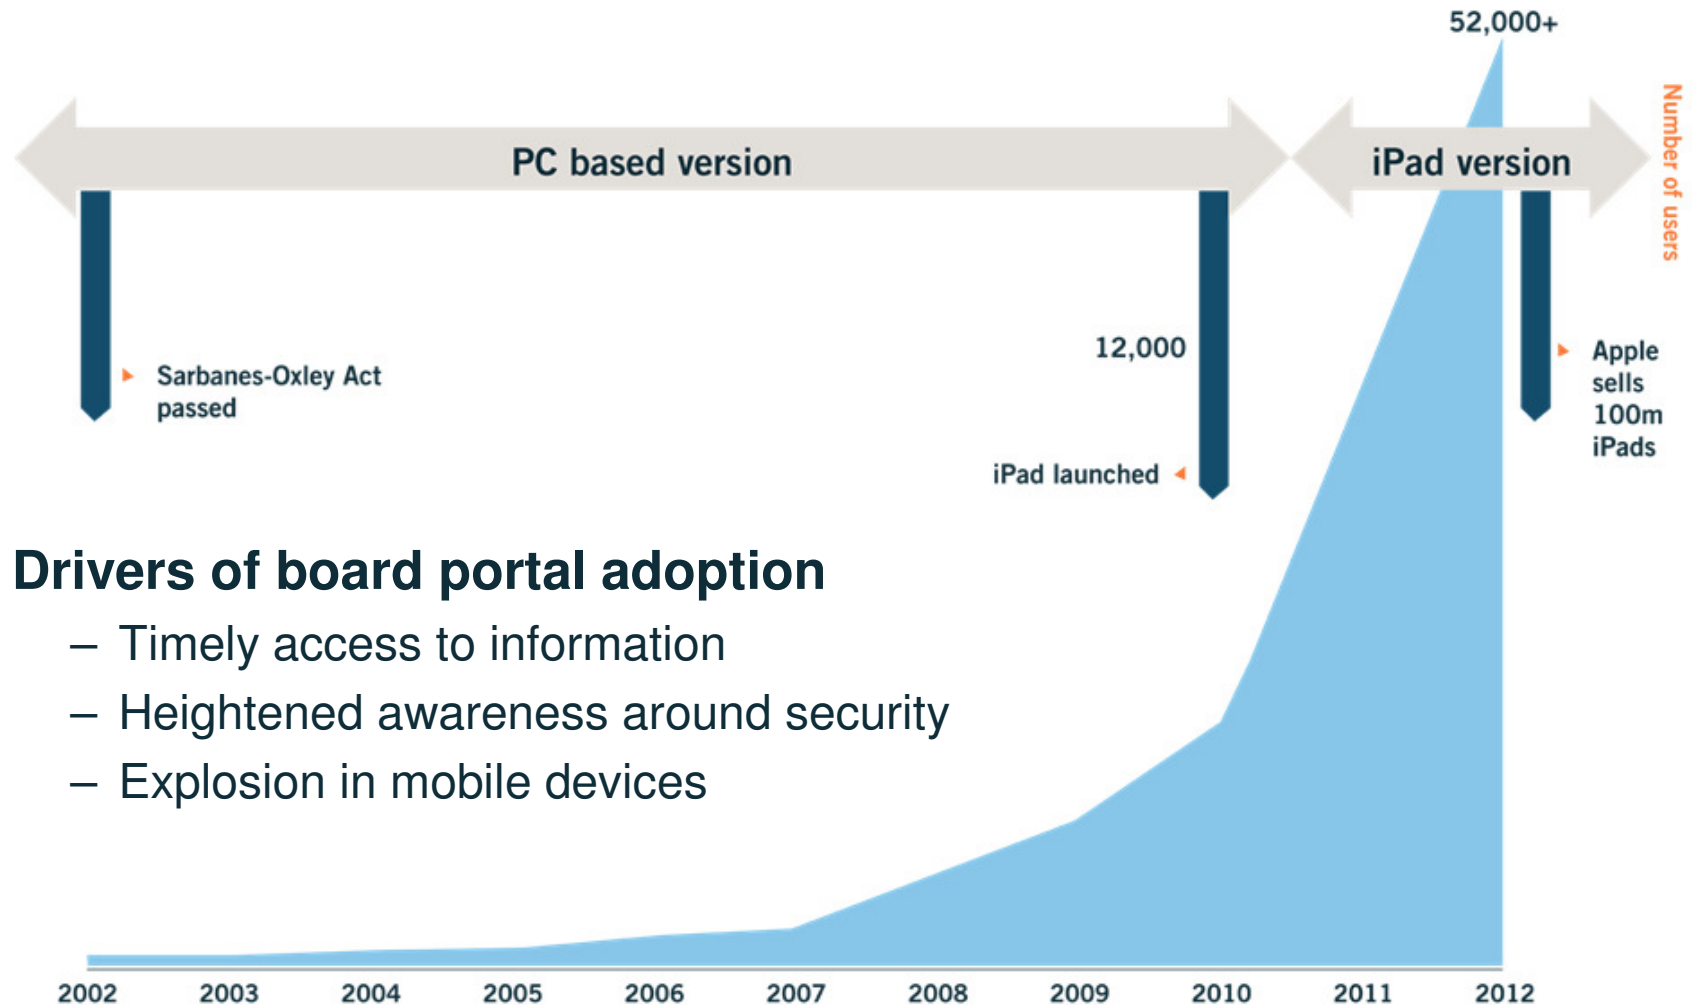 52,000+
PC based version
iPad version
Number of users
Sarbanes-Oxley Act
passed
12,000
iPad launched
Apple
sells
100m
iPads
Drivers of board portal adoption
– Timely access to information
– Heightened awareness around security
– Explosion in mobile devices
2002 2003 2004 2005 2006 2007 2008 2009 2010 2011 2012